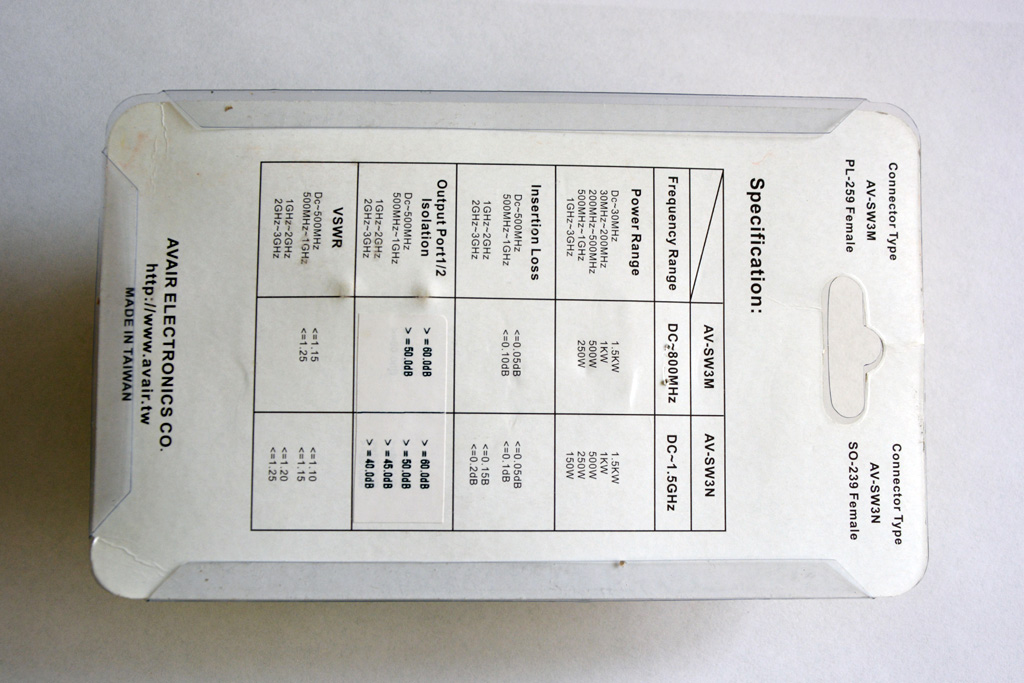 Connector Type
AV-SW3M
PL-259 Female
Connector Type
AV-SW3N
SO-239 Female
Specification:
AV-SW3M
AV-SW3N
Frequency Range
DC~800MHz
DC~1.5GHz
Power Range
Dc~30MHz
30MHz~200MHz
200MHz~500MHz
500MHz~1GHz
1GHz~3GHz
1.5KW
1KW
500W
250W
1.5KW
1KW
500W
250W
150W
Insertion Loss
Dc~500MHz
500MHz~1GHz
1GHz~2GHz
2GHz~3GHz
<=0.05dB
<=0.10dB
<=0.05dB
<=0.1dB
<=0.15B
<=0.2dB
Output Port1/2
Isolation
Dc~500MHz
500MHz~1GHz
1GHz~2GHz
2GHz~3GHz
> = 60.0dB
> = 50.0dB
> = 60.0dB
> = 50.0dB
> = 45.0dB
> = 40.0dB
VSWR
Dc~500MHz
500MHz~1GHz
1GHz~2GHz
2GHz~3GHz
<=1.15
<=1.25
<=1.10
<=1.15
<=1.20
<=1.25
AVAIR ELECTRONICS CO.
http://www.avair.tw
MADE IN TAIWAN